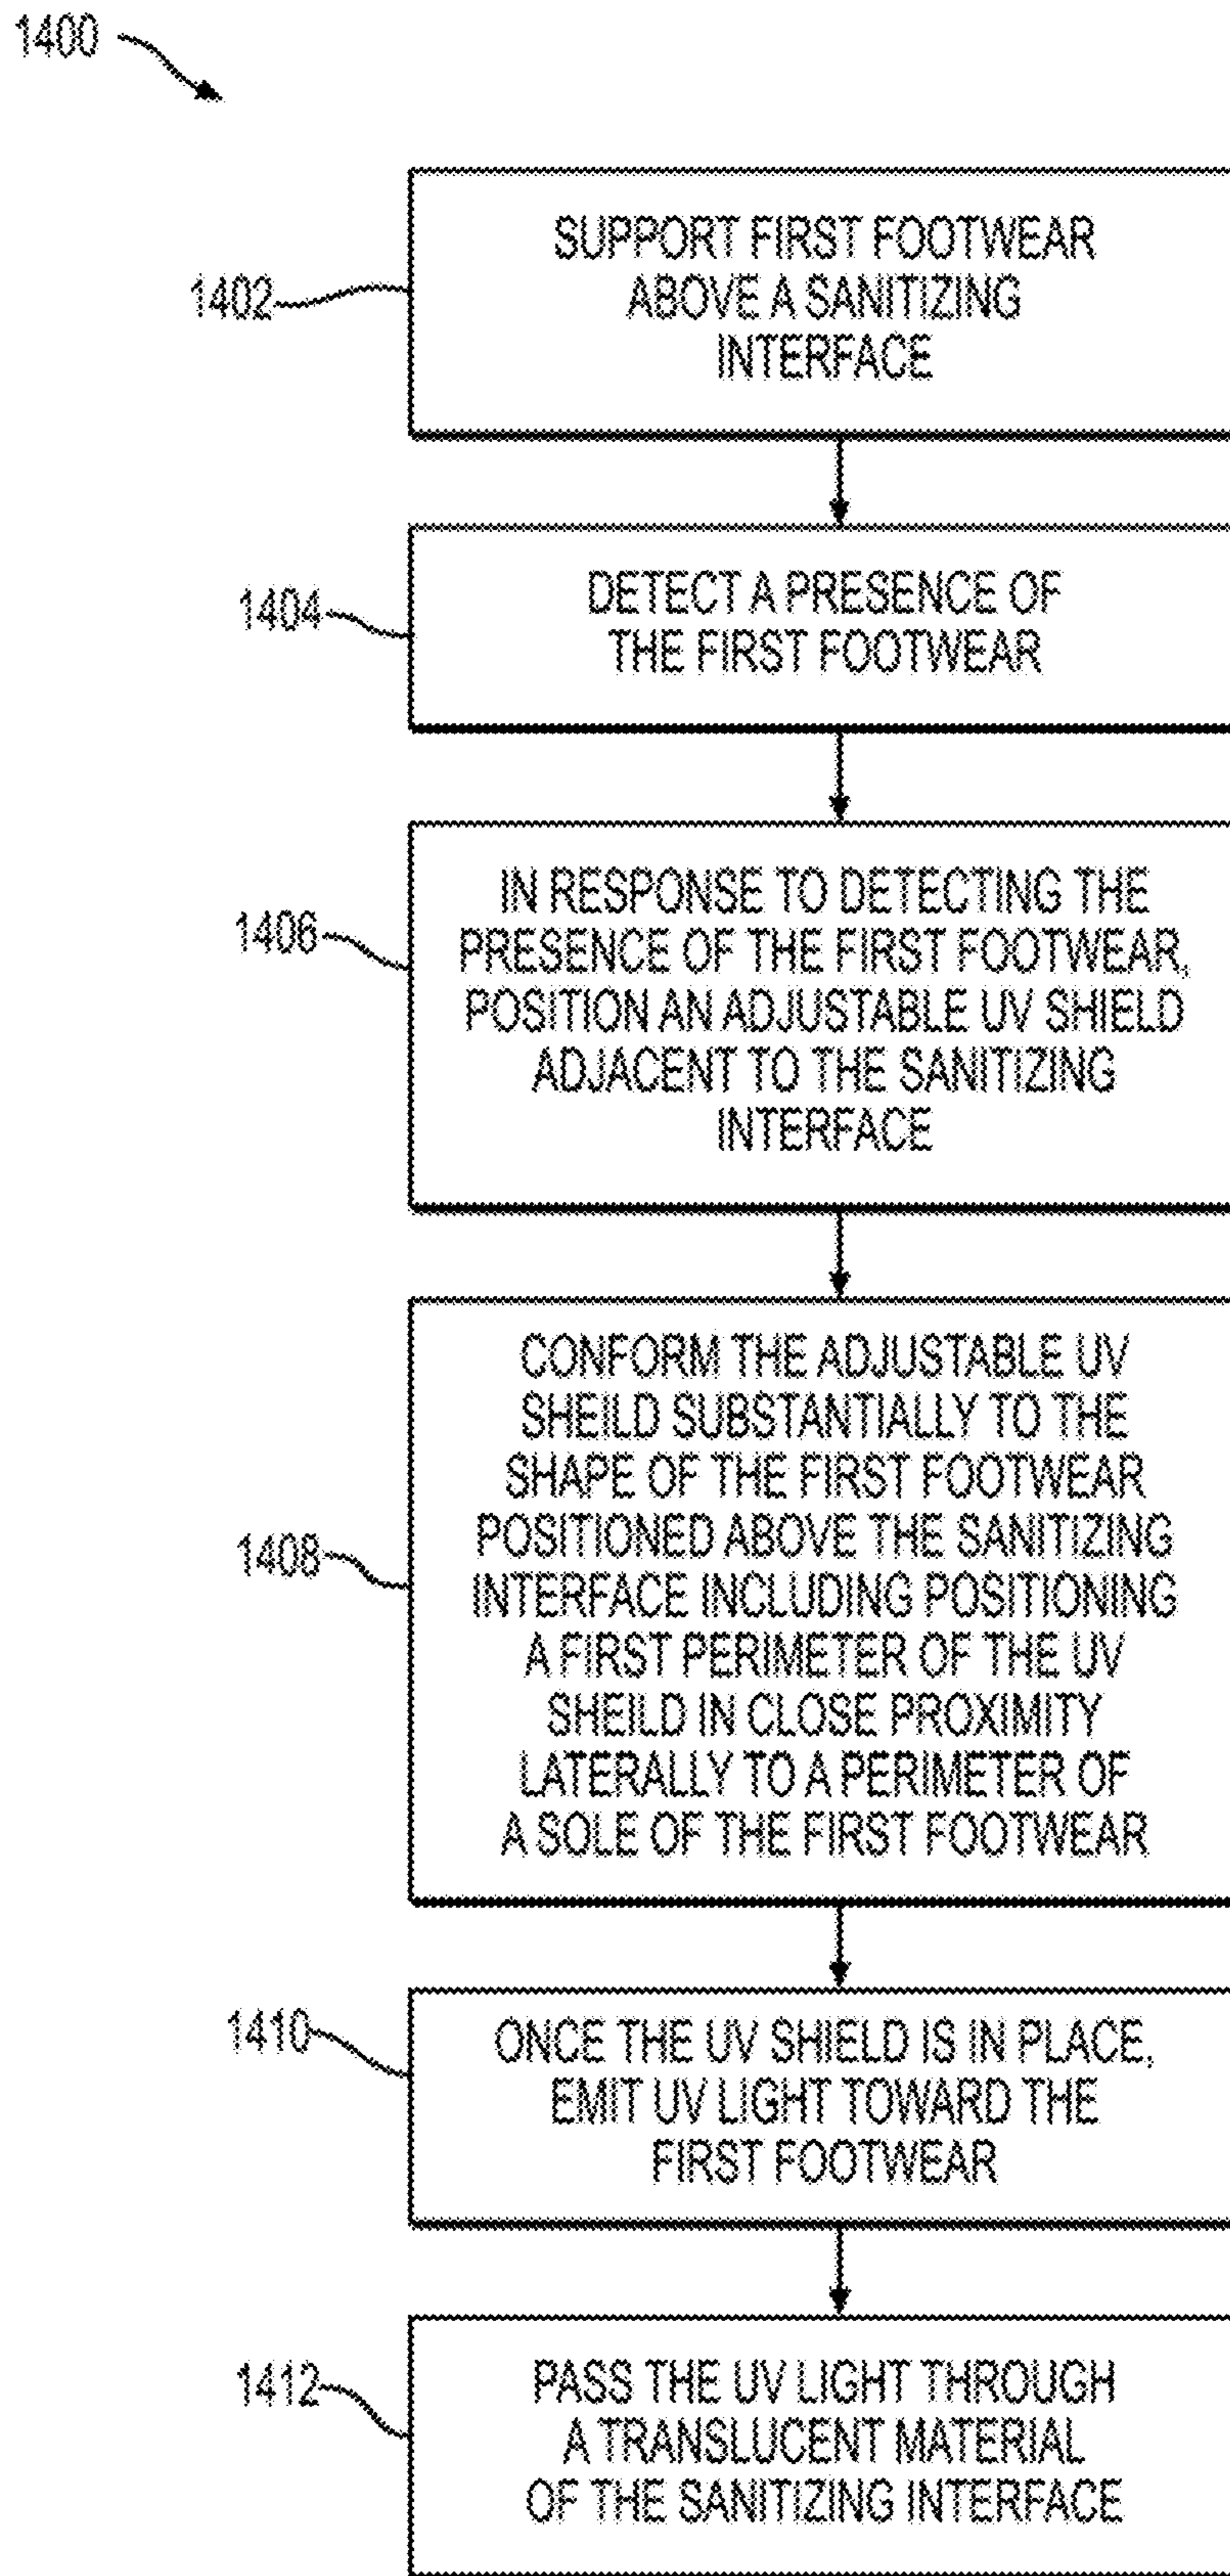 1400
1402
SUPPORT FIRST FOOTWEAR
ABOVE A SANITIZING
INTERFACE
1404
DETECT A PRESENCE OF
THE FIRST FOOTWEAR
1406
IN RESPONSE TO DETECTING THE
PRESENCE OF THE FIRST FOOTWEAR,
POSITION AN ADJUSTABLE UV SHIELD
ADJACENT TO THE SANITIZING
INTERFACE
1408
CONFORM THE ADJUSTABLE UV
SHEILD SUBSTANTIALLY TO THE
SHAPE OF THE FIRST FOOTWEAR
POSITIONED ABOVE THE SANITIZING
INTERFACE INCLUDING POSITIONING
A FIRST PERIMETER OF THE UV
SHEILD IN CLOSE PROXIMITY
LATERALLY TO A PERIMETER OF
A SOLE OF THE FIRST FOOTWEAR
1410
ONCE THE UV SHIELD IS IN PLACE,
EMIT UV LIGHT TOWARD THE
FIRST FOOTWEAR
1412
PASS THE UV LIGHT THROUGH
A TRANSLUCENT MATERIAL
OF THE SANITIZING INTERFACE